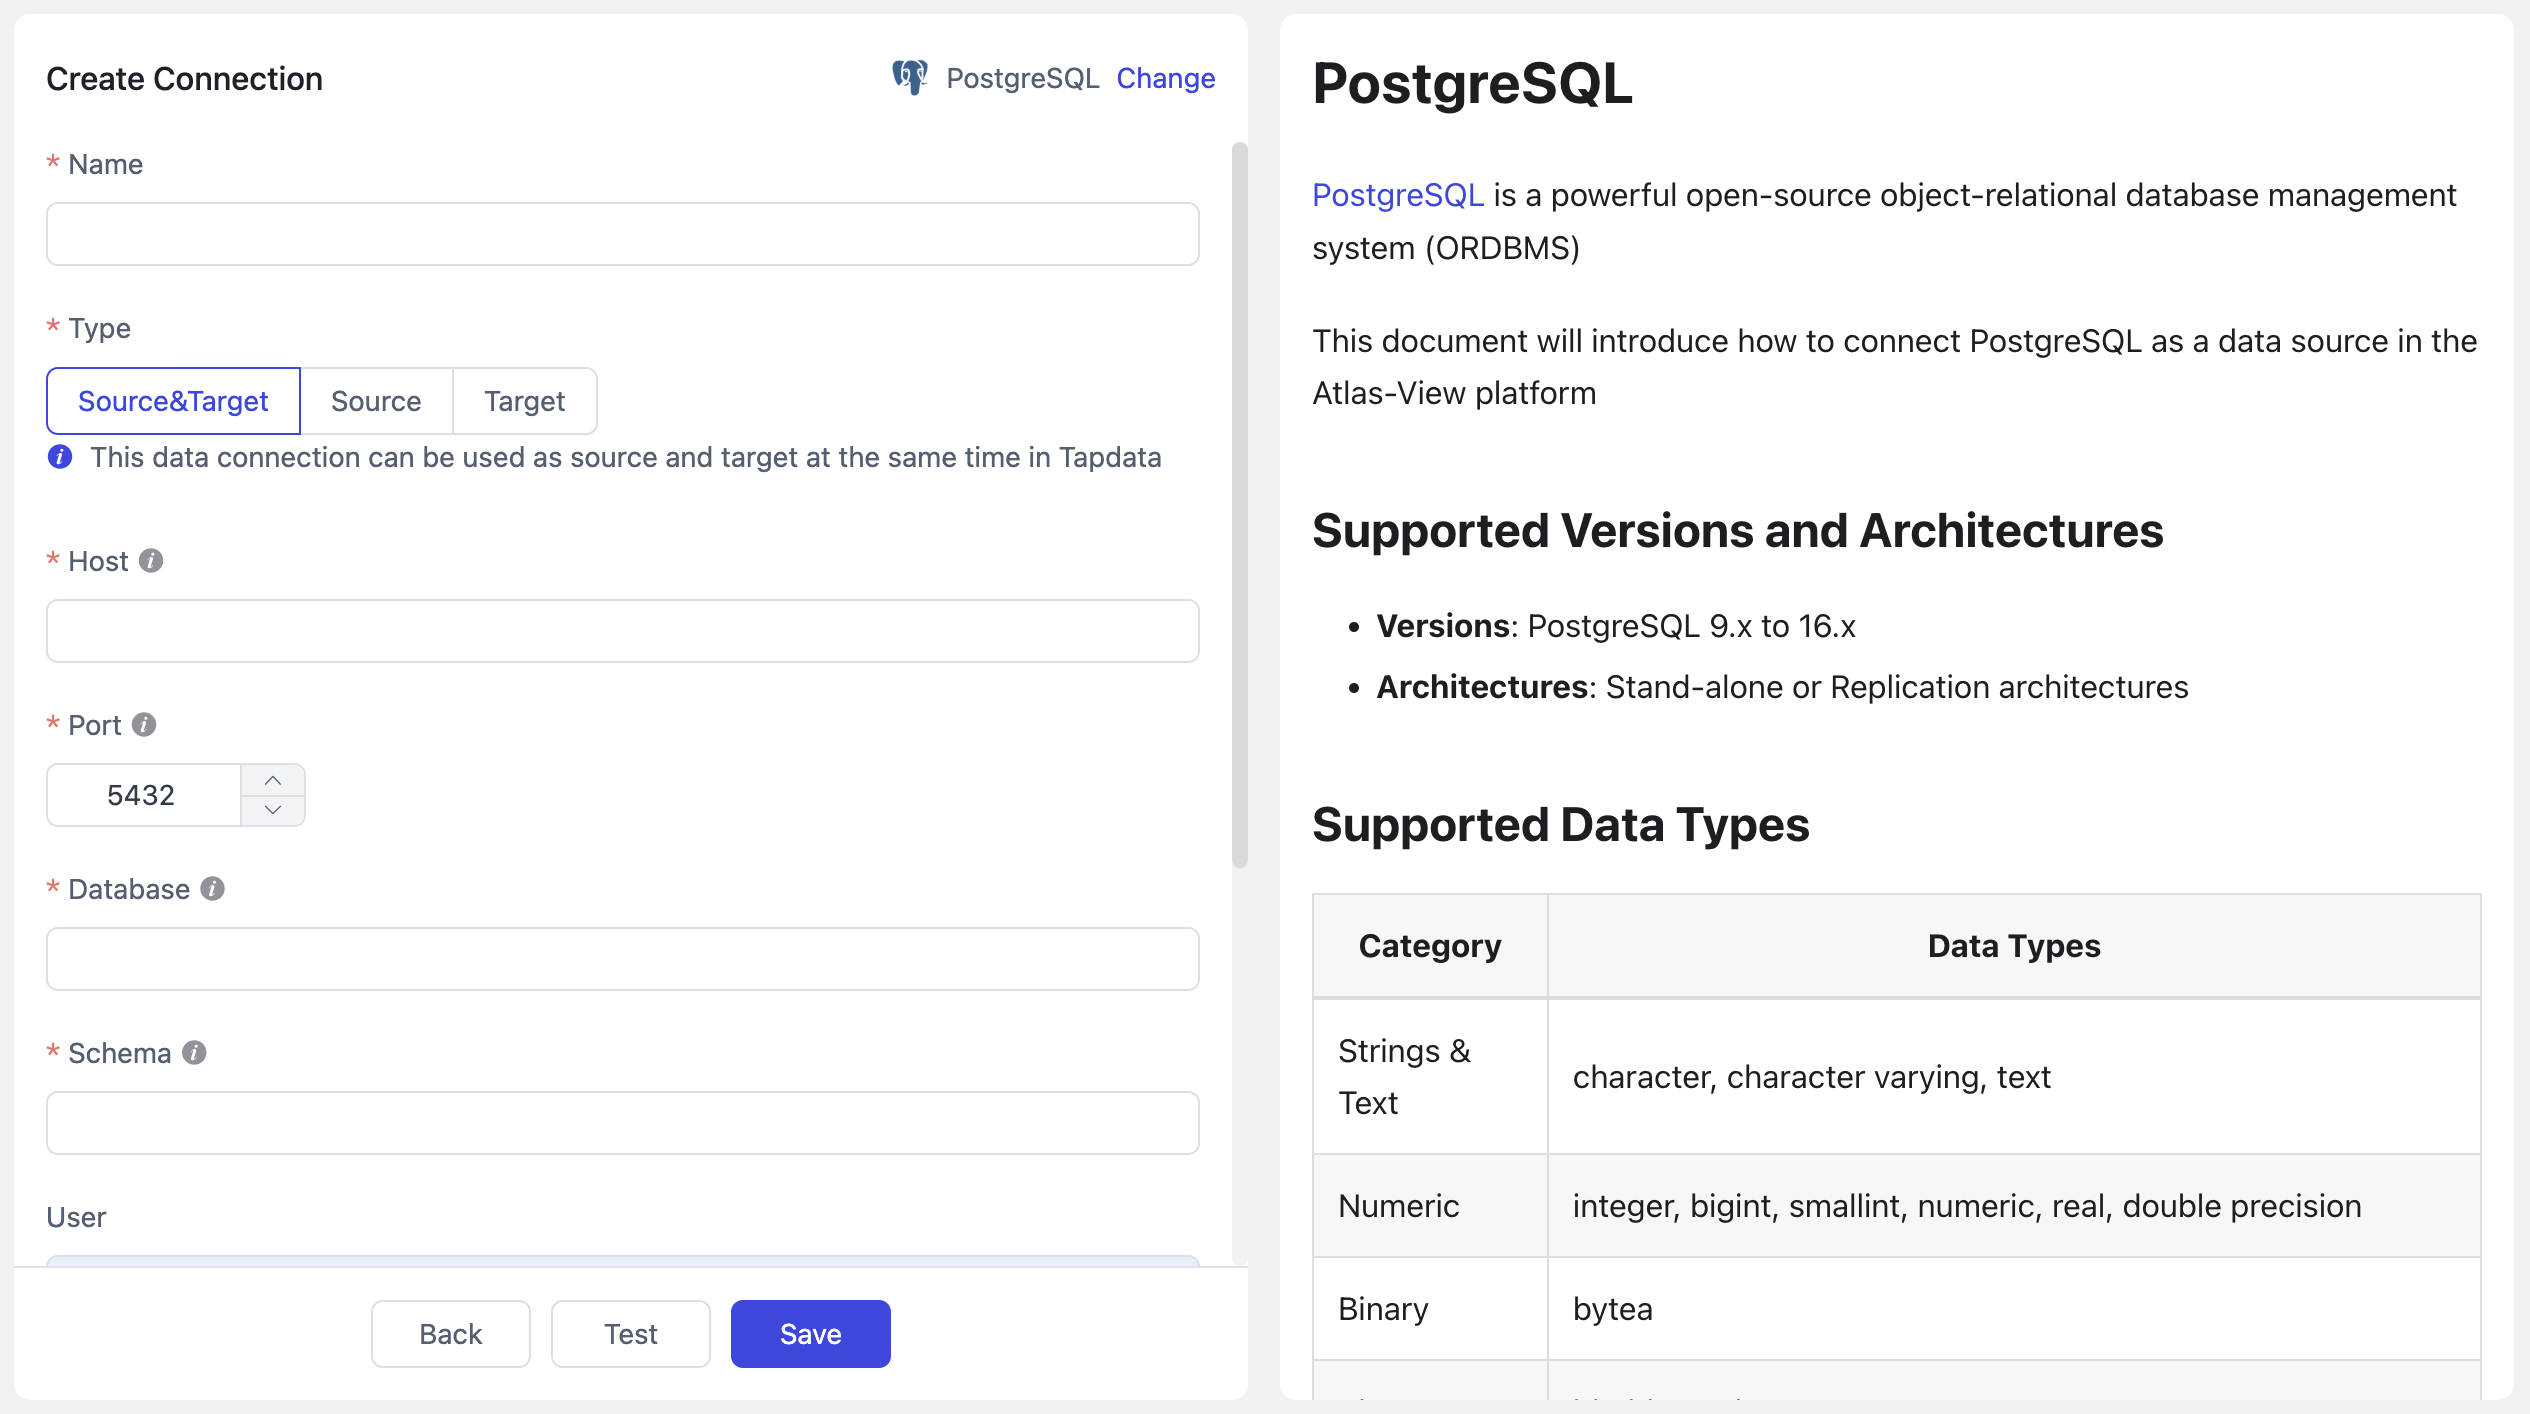 Create Connection
PostgreSQL Change
* Name
* Type
Source&Target Source Target
This data connection can be used as source and target at the same time in Tapdata
* Host
* Port
5432
* Database
* Schema
User
Back Test Save
PostgreSQL
PostgreSQL is a powerful open-source object-relational database management
system (ORDBMS)
This document will introduce how to connect PostgreSQL as a data source in the
Atlas-View platform
Supported Versions and Architectures
• Versions: PostgreSQL 9.x to 16.x
• Architectures: Stand-alone or Replication architectures
Supported Data Types
Category Data Types
Strings &
Text
character, character varying, text
Numeric integer, bigint, smallint, numeric, real, double precision
Binary bytea